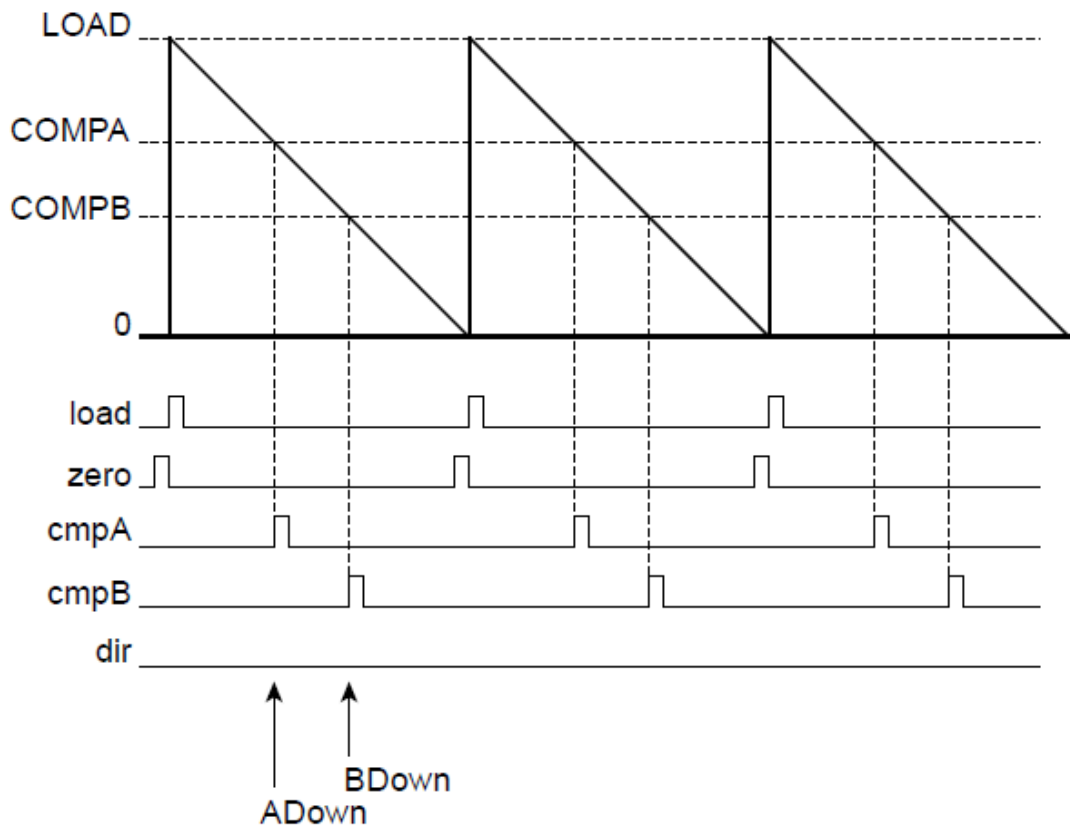 LOAD
COMPA
COMPB
0
load
zero
cmpA
cmpB
dir
BDown
ADown